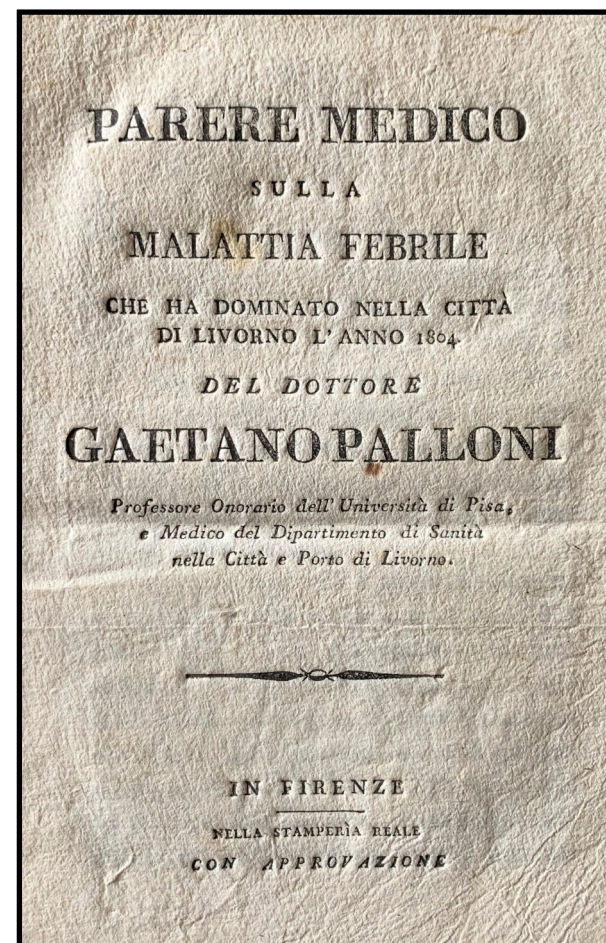 PARERE MEDICO
SULLA
MALATTIA FEBRILE
CHE HA DOMINATO NELLA CITTÀ
DI LIVORNO L'ANNO 1804.
DEL DOTTORE
GAETANO PALLONI
Professore Onorario dell' Università di Pisa,
e Medico del Dipartimento di Sanità
nella Città e Porto di Livorno.
IN FIRENZE
NELLA STAMPERÌA REALE
CON APPROVAZIONE